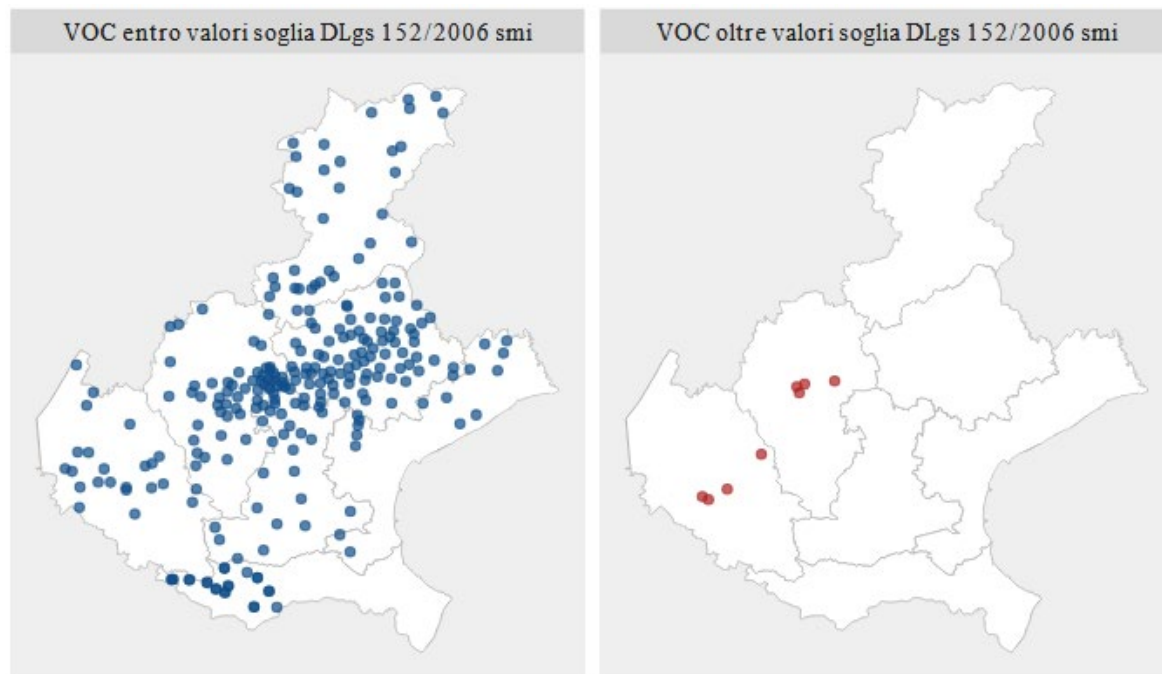 VOC entro valori soglia DLgs 152/2006 smi
VOC oltre valori soglia DLgs 152/2006 smi